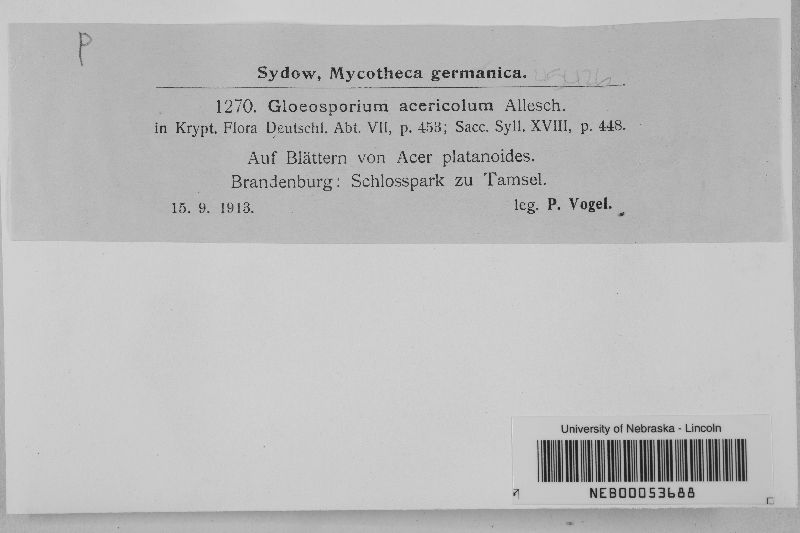 P
Sydow, Mycotheca germanica.
1270. Gloeosporium acericolum Allesch.
in Krypt. Flora Deutschl. Abt. VII, p. 453; Sacc. Syll. XVIII, p. 448.
Auf Blättern von Acer platanoides.
Brandenburg: Schlosspark zu Tamsel.
15. 9. 1913. leg. P. Vogel.
University of Nebraska - Lincoln
NEB00053688